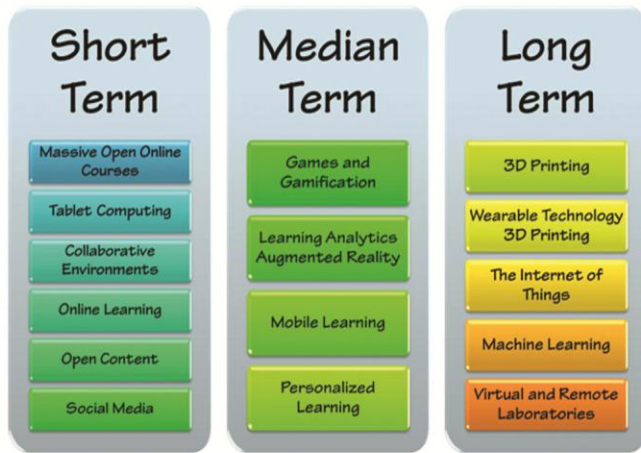 Short
Term
Massive Open Online
Courses
Tablet Computing
Collaborative
Environments
Online Learning
Open Content
Social Media
Median
Term
Games and
Gamification
Learning Analytics
Augmented Reality
Mobile Learning
Personalized
Learning
Long
Term
3D Printing
Wearable Technology
3D Printing
The Internet of
Things
Machine Learning
Virtual and Remote
Laboratories